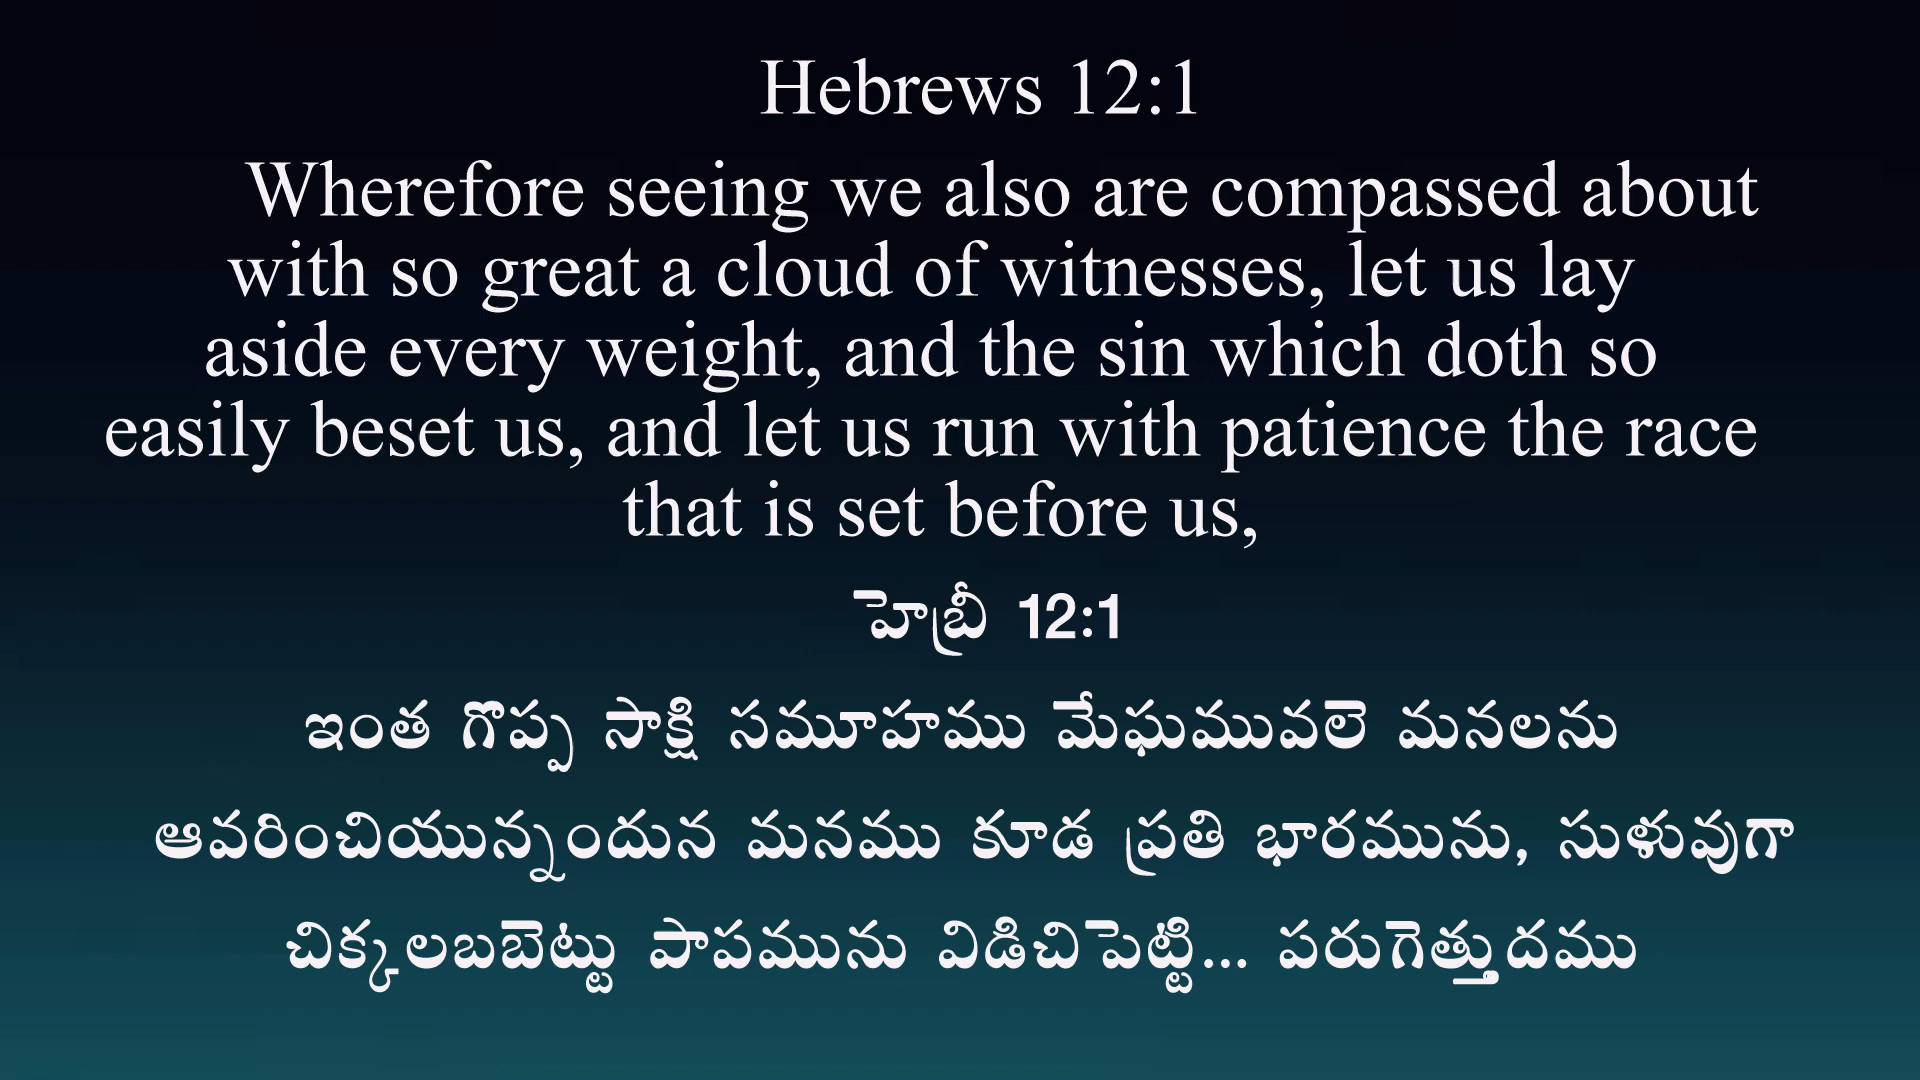 Hebrews 12:1
Wherefore seeing we also are compassed about
with so great a cloud of witnesses, let us lay
aside every weight, and the sin which doth so
easily beset us, and let us run with patience the race
that is set before us,
హెబ్రీ 12:1
ఇంత గొప్ప సాక్షి సమూహము మేఘమువలె మనలను
ఆవరించియున్నందున మనము కూడ ప్రతి భారమును, సుళువుగా
చిక్కలబబెట్టు పాపమును విడిచిపెట్టి... పరుగెత్తుదము